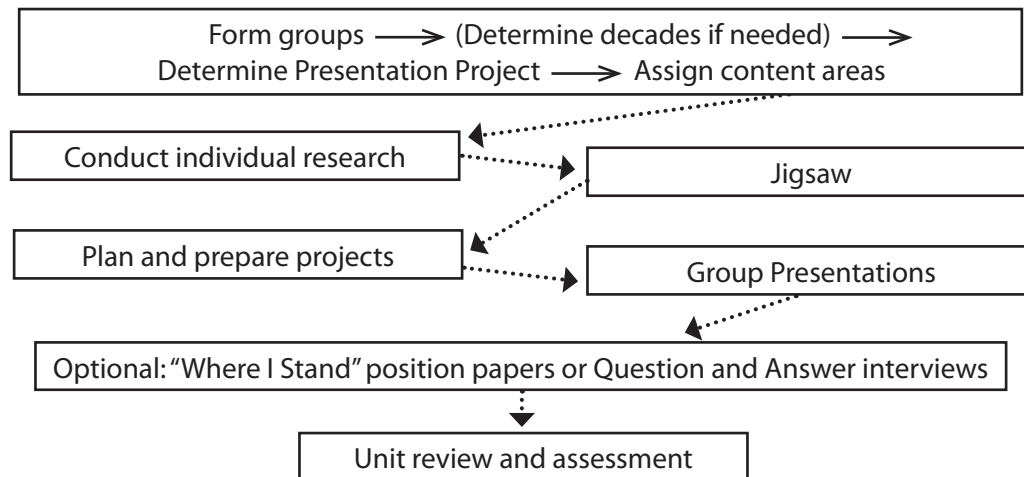 Form groups → (Determine decades if needed) →
Determine Presentation Project → Assign content areas
Conduct individual research
Jigsaw
Plan and prepare projects
Group Presentations
Optional: “Where I Stand” position papers or Question and Answer interviews
Unit review and assessment